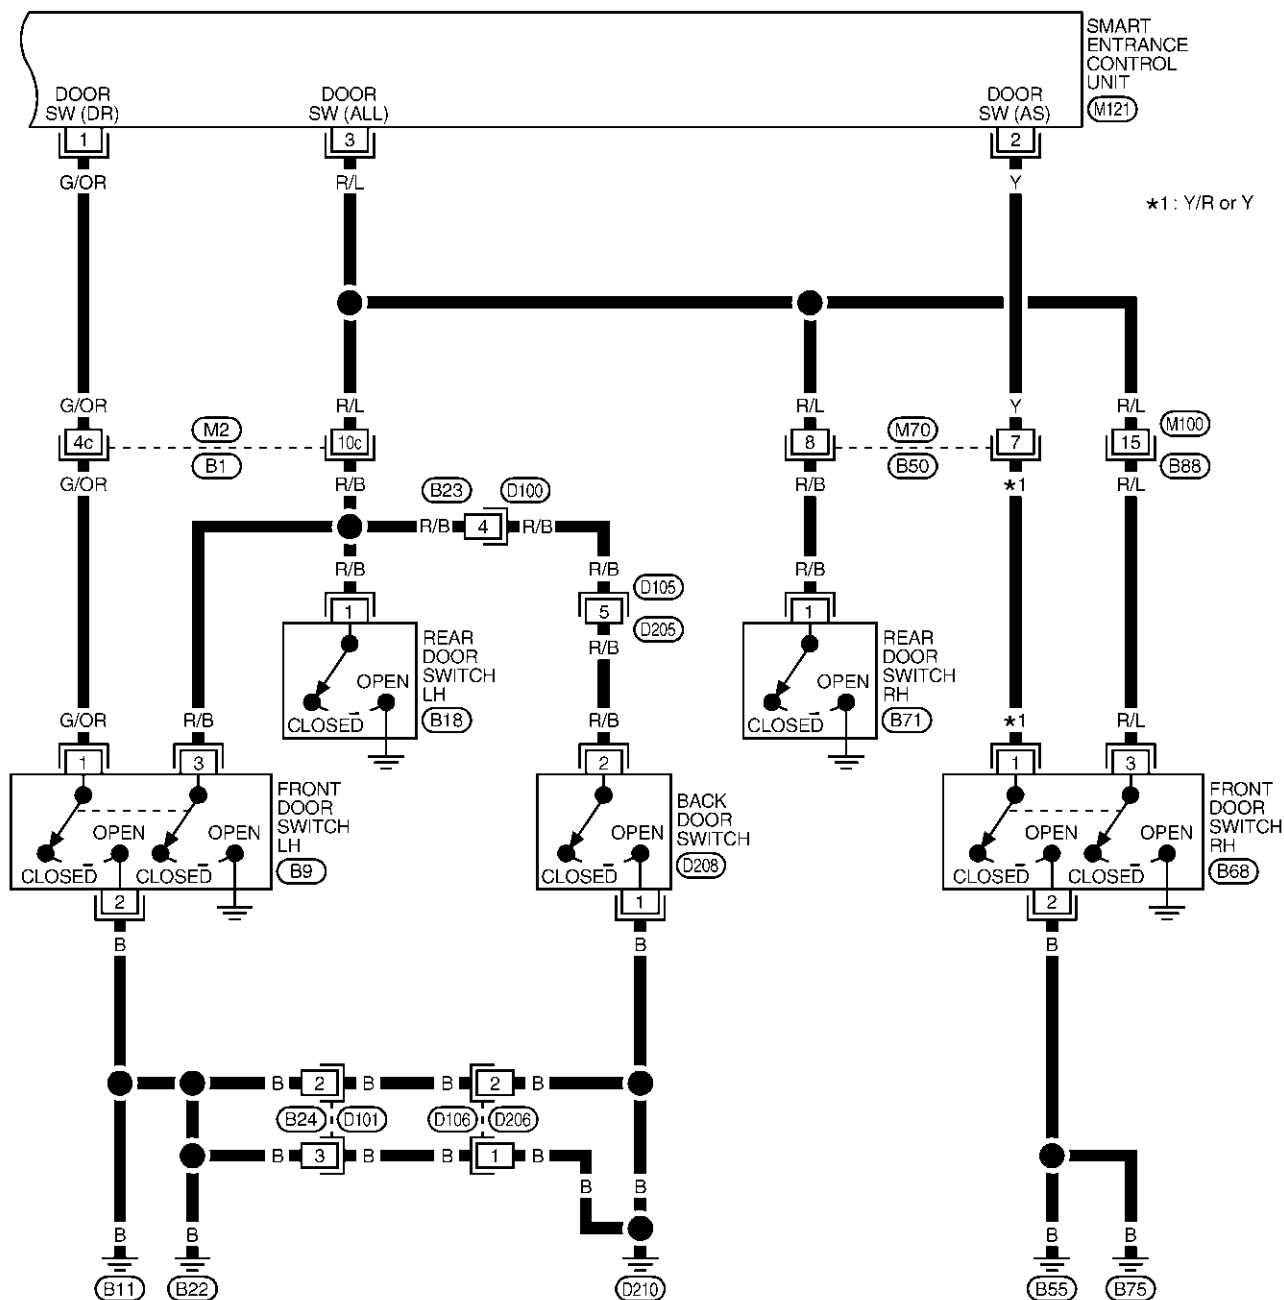 SMART
ENTRANCE
CONTROL
UNIT
M121
DOOR
SW (DR)
DOOR
SW (ALL)
DOOR
SW (AS)
1
3
2
G/OR
R/L
Y
*1 : Y/R or Y
G/OR
R/L
R/L
Y
R/L
4c
M2
B1
10c
8
M70
B50
7
15
M100
B88
G/OR
R/B
R/B
*1
R/L
B23
D100
R/B
4
R/B
R/B
R/B
R/B
D105
1
5
1
D205
R/B
REAR
DOOR
SWITCH
LH
B18
OPEN
CLOSED
REAR
DOOR
SWITCH
RH
B71
OPEN
CLOSED
G/OR
R/B
R/B
*1
R/L
1
3
2
1
3
FRONT
DOOR
SWITCH
LH
B9
OPEN
OPEN
CLOSED
CLOSED
BACK
DOOR
SWITCH
D208
OPEN
CLOSED
FRONT
DOOR
SWITCH
RH
B68
OPEN
OPEN
CLOSED
CLOSED
2
1
2
B
B
B
B
2
B
B
2
B
B24
D101
D106
D206
B
3
B
B
1
B
B
B
B
B
B
B
B
B11
B22
D210
B55
B75